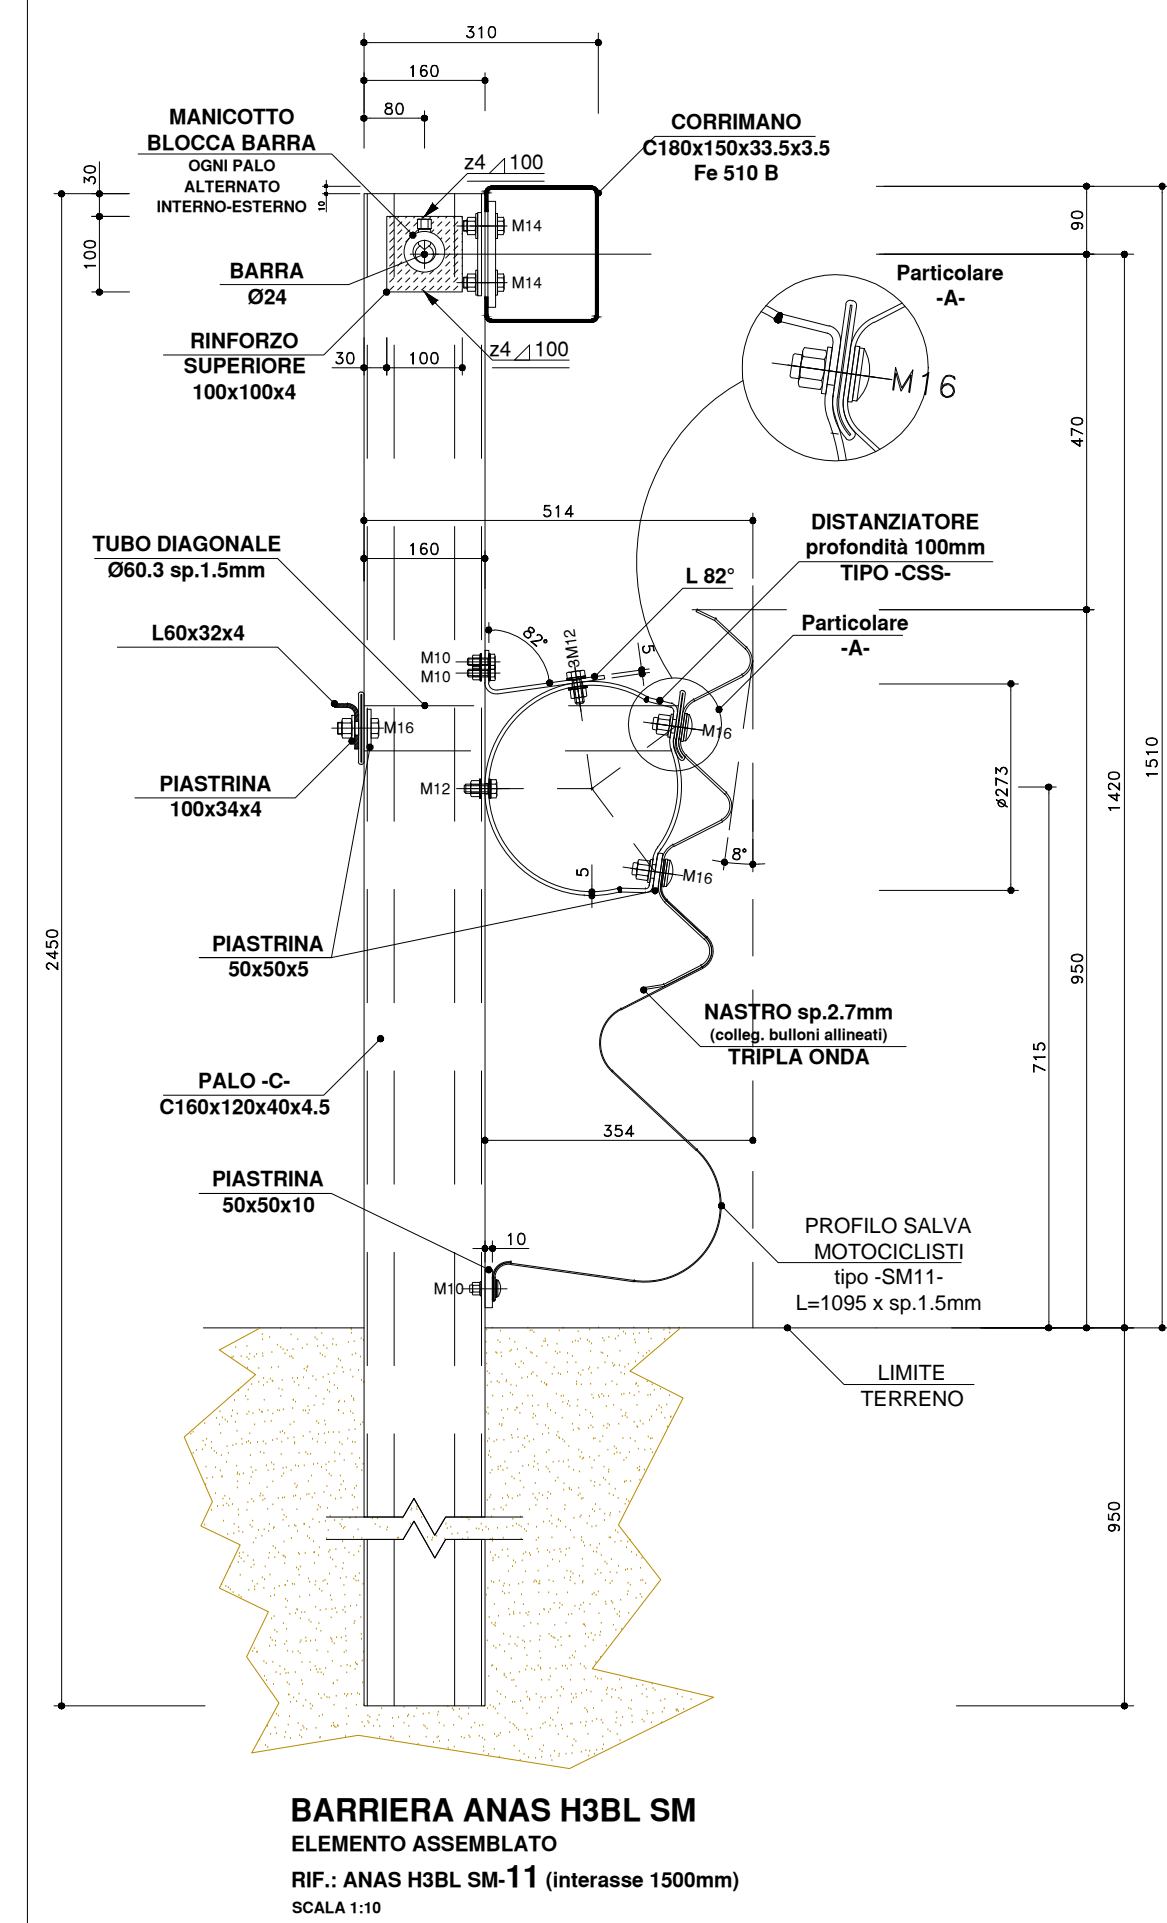 310
160
80
MANICOTTO
BLOCCA BARRA
OGNI PALO
ALTERNATO
INTERNO-ESTERNO
z4 100
CORRIMANO
C180x150x33.5x3.5
Fe 510 B
30
10
100
M14
M14
90
BARRA
Ø24
Particolare
-A-
RINFORZO
SUPERIORE
100x100x4
30
100
z4 100
M16
470
514
160
TUBO DIAGONALE
Ø60.3 sp.1.5mm
DISTANZIATORE
profondità 100mm
TIPO -CSS-
L 82°
L60x32x4
82°
3M12
5
Particolare
-A-
M10
M10
M16
M16
PIASTRINA
100x34x4
M12
ø273
1420
1510
8°
5
M16
PIASTRINA
50x50x5
2450
950
NASTRO sp.2.7mm
(colleg. bulloni allineati)
TRIPLA ONDA
715
PALO -C-
C160x120x40x4.5
354
PIASTRINA
50x50x10
10
M10
PROFILO SALVA
MOTOCICLISTI
tipo -SM11-
L=1095 x sp.1.5mm
LIMITE
TERRENO
950
BARRIERA ANAS H3BL SM
ELEMENTO ASSEMBLATO
RIF.: ANAS H3BL SM-11 (interasse 1500mm)
SCALA 1:10